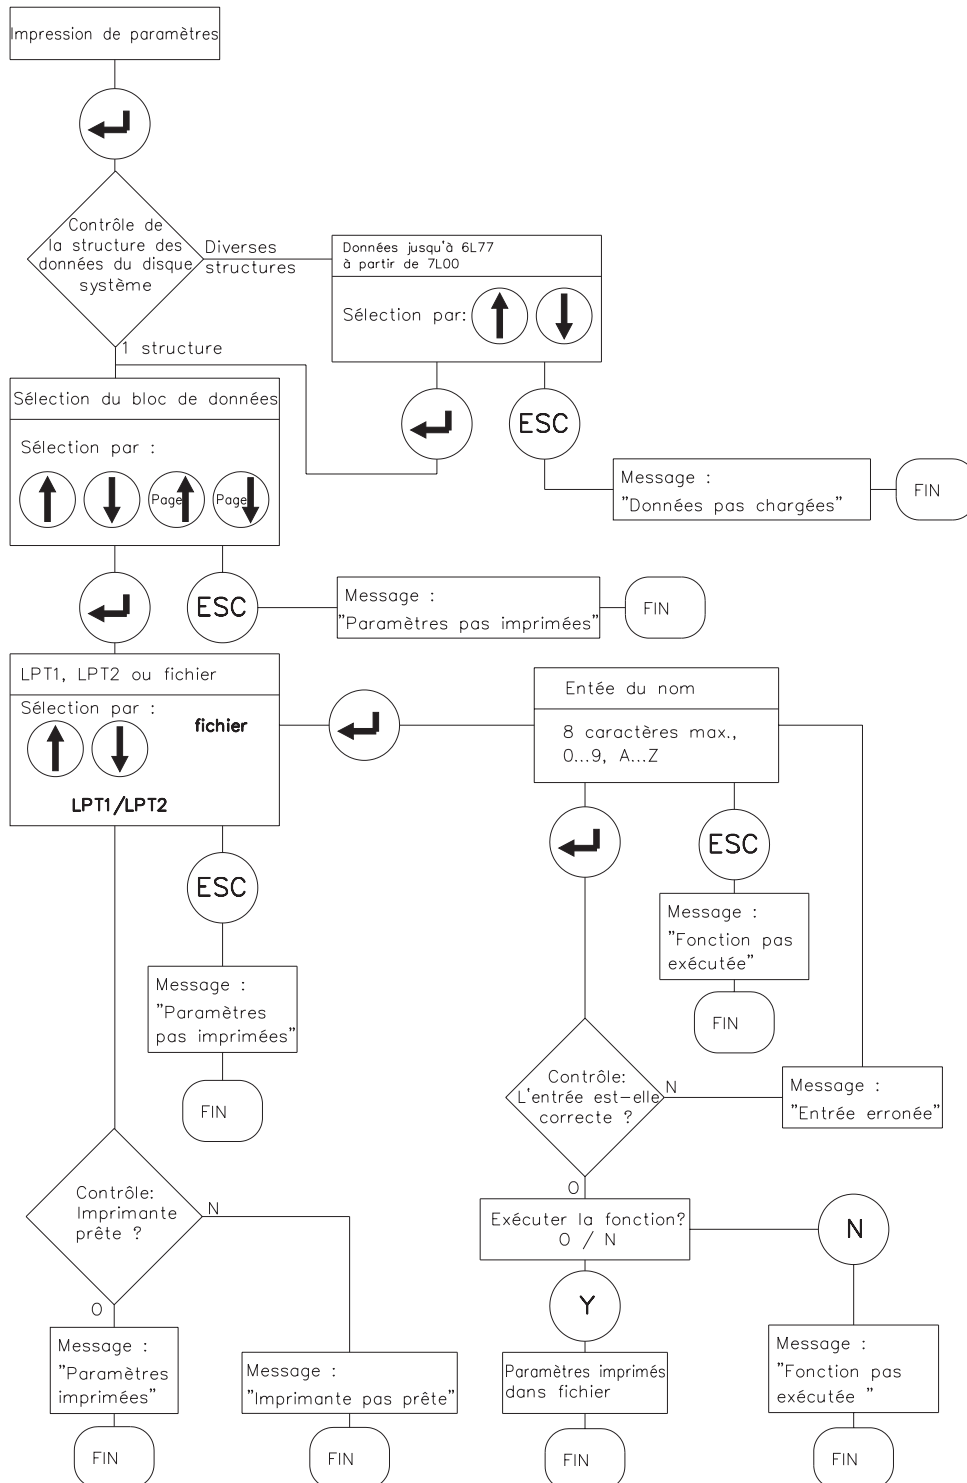 Impression de paramètres
Contrôle de
la structure des
données du disque
système
Diverses
structures
Données jusqu'à 6L77
à partir de 7L00
Sélection par:
1 structure
Sélection du bloc de données
Sélection par :
Page
Page
ESC
Message :
"Données pas chargées"
FIN
ESC
Message :
"Paramètres pas imprimées"
FIN
LPT1, LPT2 ou fichier
Sélection par :
fichier
LPT1/LPT2
Entée du nom
8 caractères max.,
0...9, A...Z
ESC
ESC
Message :
"Fonction pas
exécutée"
FIN
Message :
"Paramètres
pas imprimées"
FIN
Contrôle:
L'entrée est-elle
correcte ?
N
Message :
"Entrée erronée"
O
Contrôle:
Imprimante
prête ?
N
O
Exécuter la fonction?
O / N
N
Y
Message :
"Paramètres
imprimées"
FIN
Message :
"Imprimante pas prête"
FIN
Paramètres imprimés
dans fichier
FIN
Message :
"Fonction pas
exécutée "
FIN